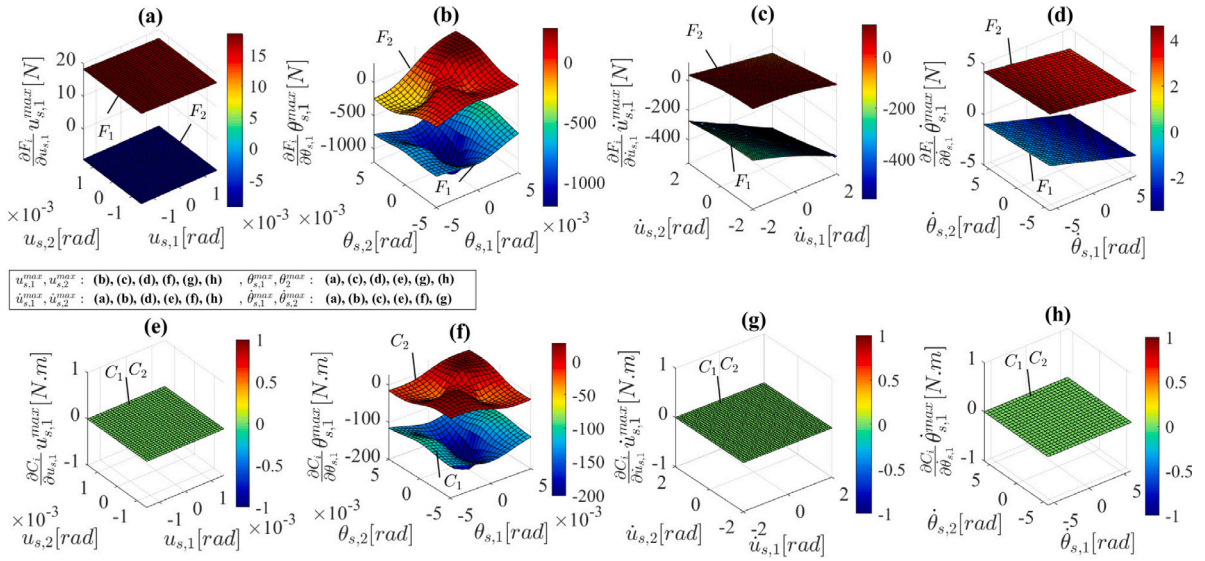 (a) (b) (c) (d)
∂F_i/∂u_{s,1} u_{s,1}^{max} [N]
20
10
0
F_1
F_2
1
0
-1
-1
0
1
×10^{-3}
×10^{-3}
u_{s,2}[rad]
u_{s,1}[rad]
15
10
5
0
-5
∂F_i/∂θ_{s,1} θ_{s,1}^{max} [N]
F_2
0
-500
-1000
F_1
5
0
-5
-5
0
5
×10^{-3}
×10^{-3}
θ_{s,2}[rad]
θ_{s,1}[rad]
0
-500
-1000
∂F_i/∂u̇_{s,1} u̇_{s,1}^{max} [N]
F_2
0
-200
-400
F_1
2
0
-2
-2
0
2
u̇_{s,2}[rad]
u̇_{s,1}[rad]
0
-200
-400
∂F_i/∂θ̇_{s,1} θ̇_{s,1}^{max} [N]
F_2
5
0
-5
F_1
5
0
-5
-5
0
5
θ̇_{s,2}[rad]
θ̇_{s,1}[rad]
4
2
0
-2
u_{s,1}^{max}, u_{s,2}^{max} : (b), (c), (d), (f), (g), (h) , θ_{s,1}^{max}, θ_2^{max} : (a), (c), (d), (e), (g), (h)
u̇_{s,1}^{max}, u̇_{s,2}^{max} : (a), (b), (d), (e), (f), (h) , θ̇_{s,1}^{max}, θ̇_{s,2}^{max} : (a), (b), (c), (e), (f), (g)
(e) (f) (g) (h)
∂C_i/∂u_{s,1} u_{s,1}^{max} [N.m]
1
0
-1
C_1 C_2
1
0
-1
-1
0
1
×10^{-3}
×10^{-3}
u_{s,2}[rad]
u_{s,1}[rad]
1
0.5
0
-0.5
-1
∂C_i/∂θ_{s,1} θ_{s,1}^{max} [N.m]
C_2
0
-100
-200
C_1
5
0
-5
-5
0
5
×10^{-3}
×10^{-3}
θ_{s,2}[rad]
θ_{s,1}[rad]
0
-50
-100
-150
-200
∂C_i/∂u̇_{s,1} u̇_{s,1}^{max} [N.m]
1
0
-1
C_1 C_2
2
0
-2
-2
0
2
u̇_{s,2}[rad]
u̇_{s,1}[rad]
1
0.5
0
-0.5
-1
∂C_i/∂θ̇_{s,1} θ̇_{s,1}^{max} [N.m]
1
0
-1
C_1 C_2
5
0
-5
-5
0
5
θ̇_{s,2}[rad]
θ̇_{s,1}[rad]
1
0.5
0
-0.5
-1